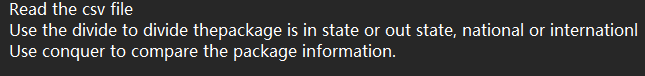 Read the csv file
Use the divide to divide thepackage is in state or out state, national or internationl
Use conquer to compare the package information.